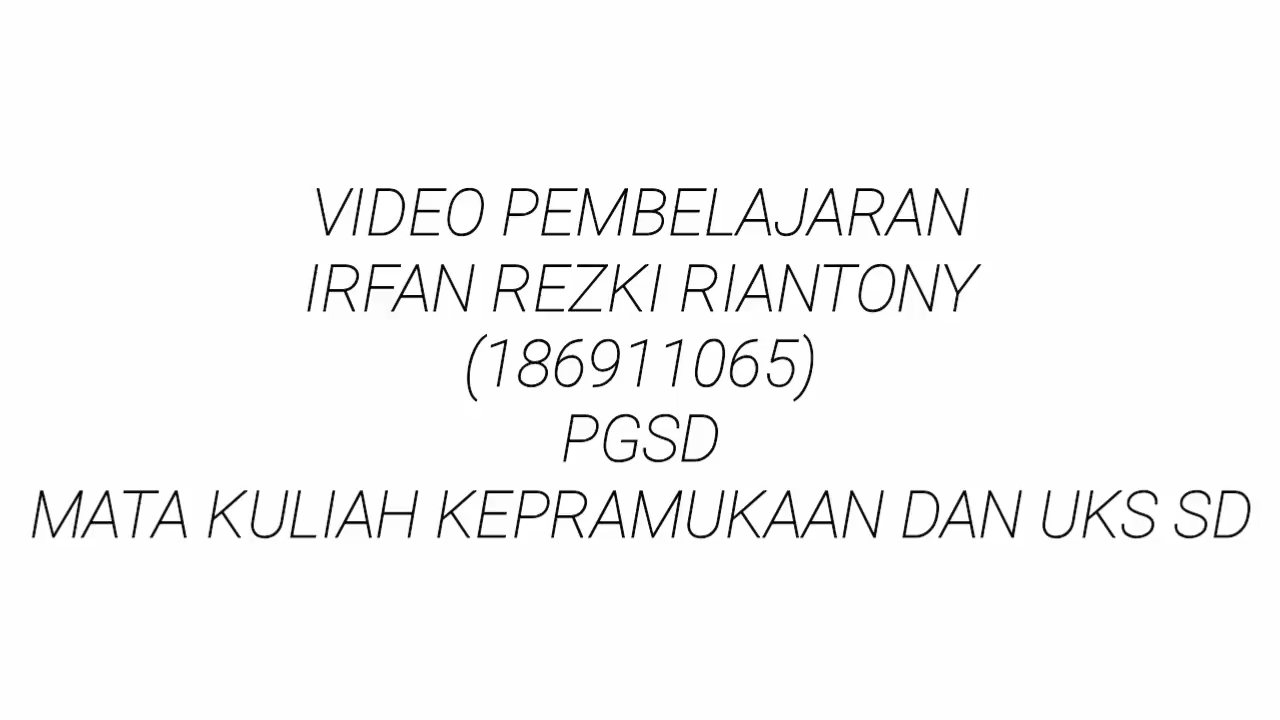 VIDEO PEMBELAJARAN
IRFAN REZKI RIANTONY
(186911065)
PGSD
MATA KULIAH KEPRAMUKAAN DAN UKS SD